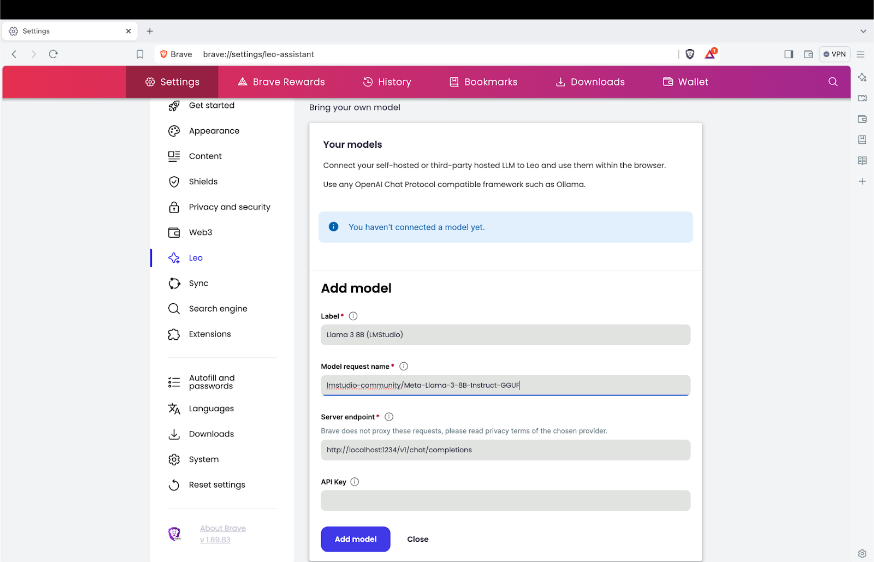 Settings
Brave
brave://settings/leo-assistant
1
VPN
Settings
Brave Rewards
History
Bookmarks
Downloads
Wallet
Get started
Appearance
Content
Shields
Privacy and security
Web3
Leo
Sync
Search engine
Extensions
Autofill and
passwords
Languages
Downloads
System
Reset settings
About Brave
v 1.69.83
Bring your own model
Your models
Connect your self-hosted or third-party hosted LLM to Leo and use them within the browser.
Use any OpenAI Chat Protocol compatible framework such as Ollama.
You haven't connected a model yet.
Add model
Label*
Llama 3 8B (LMStudio)
Model request name*
lmstudio-community/Meta-Llama-3-8B-Instruct-GGUF
Server endpoint*
Brave does not proxy these requests, please read privacy terms of the chosen provider.
http://localhost:1234/v1/chat/completions
API Key
Add model
Close